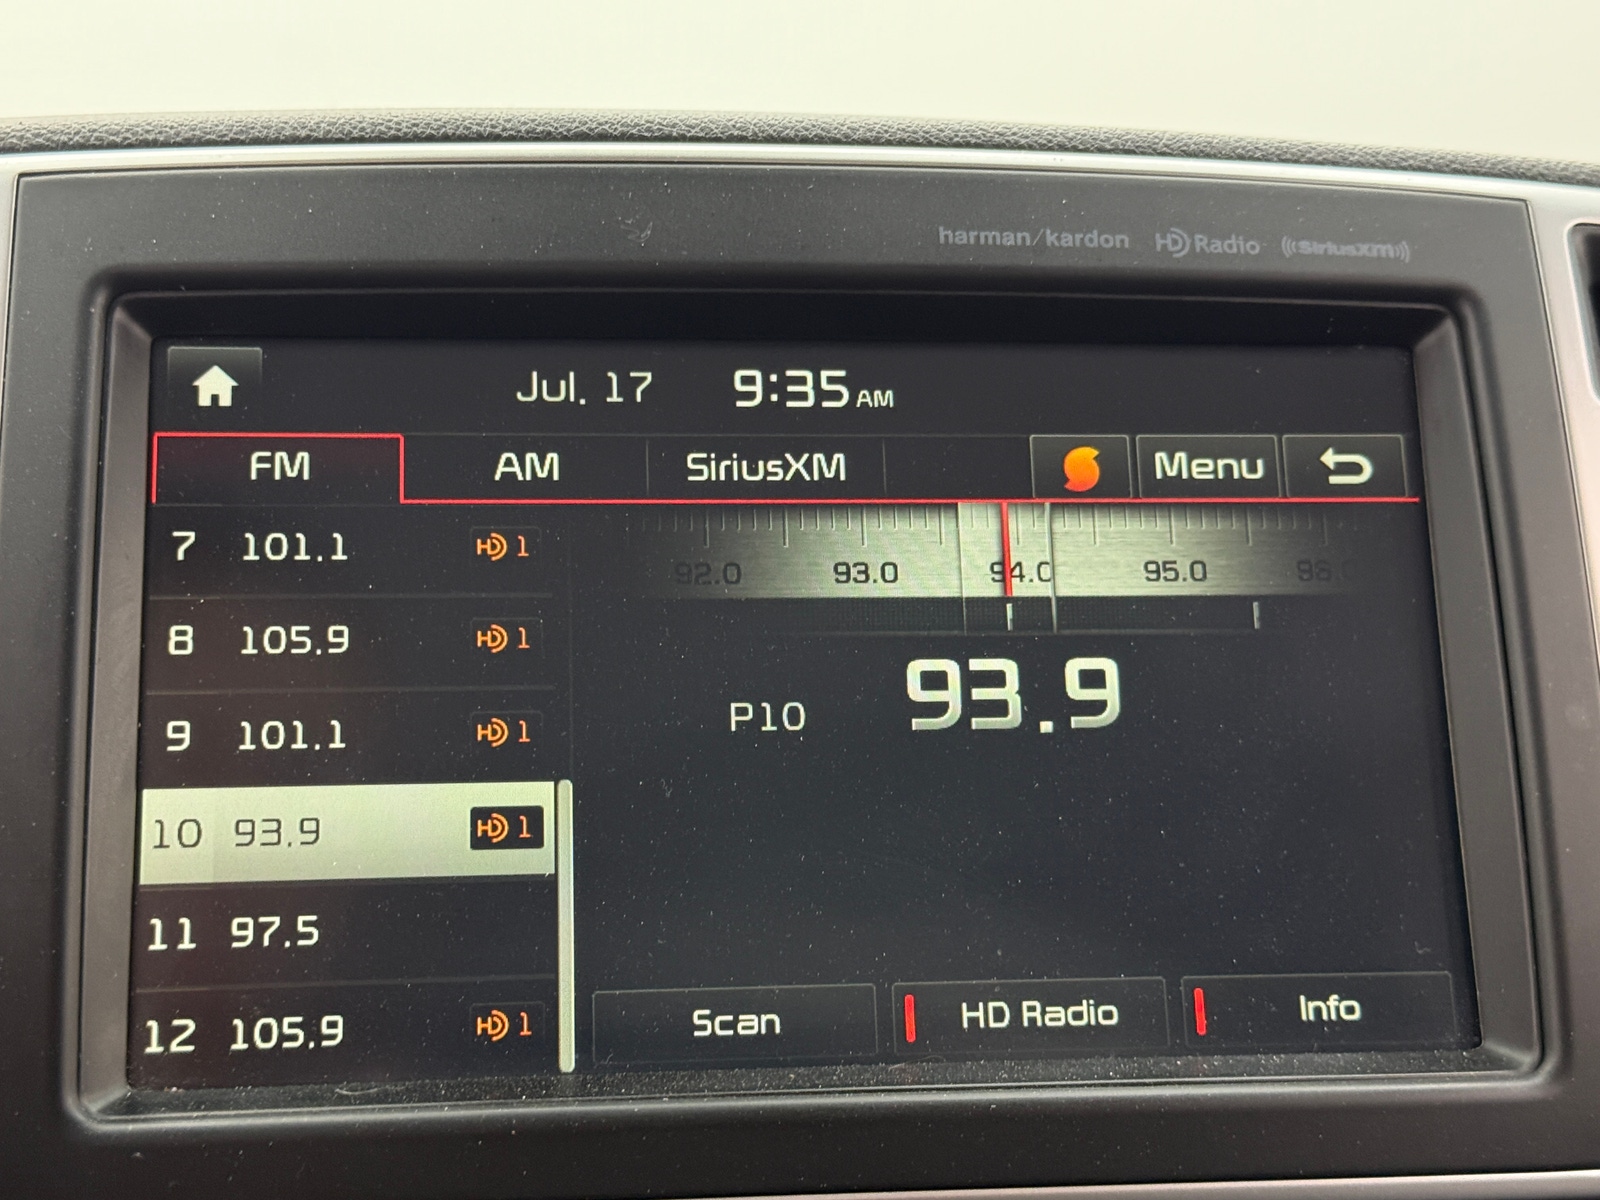 harman/kardon HD Radio ((SiriusXM))
Jul. 17 9:35 AM
FM AM SiriusXM Menu
7 101.1 HD 1
8 105.9 HD 1
9 101.1 HD 1
10 93.9 HD 1
11 97.5
12 105.9 HD 1
92.0 93.0 94.0 95.0
P10 93.9
Scan HD Radio Info